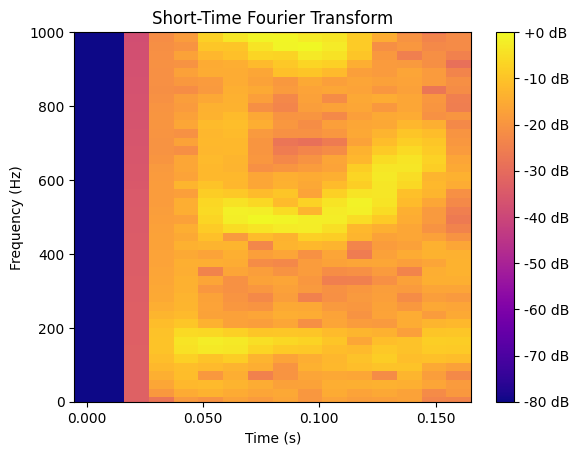 Short-Time Fourier Transform
Frequency (Hz)
1000
800
600
400
200
0
0.000
0.050
0.100
0.150
Time (s)
+0 dB
-10 dB
-20 dB
-30 dB
-40 dB
-50 dB
-60 dB
-70 dB
-80 dB